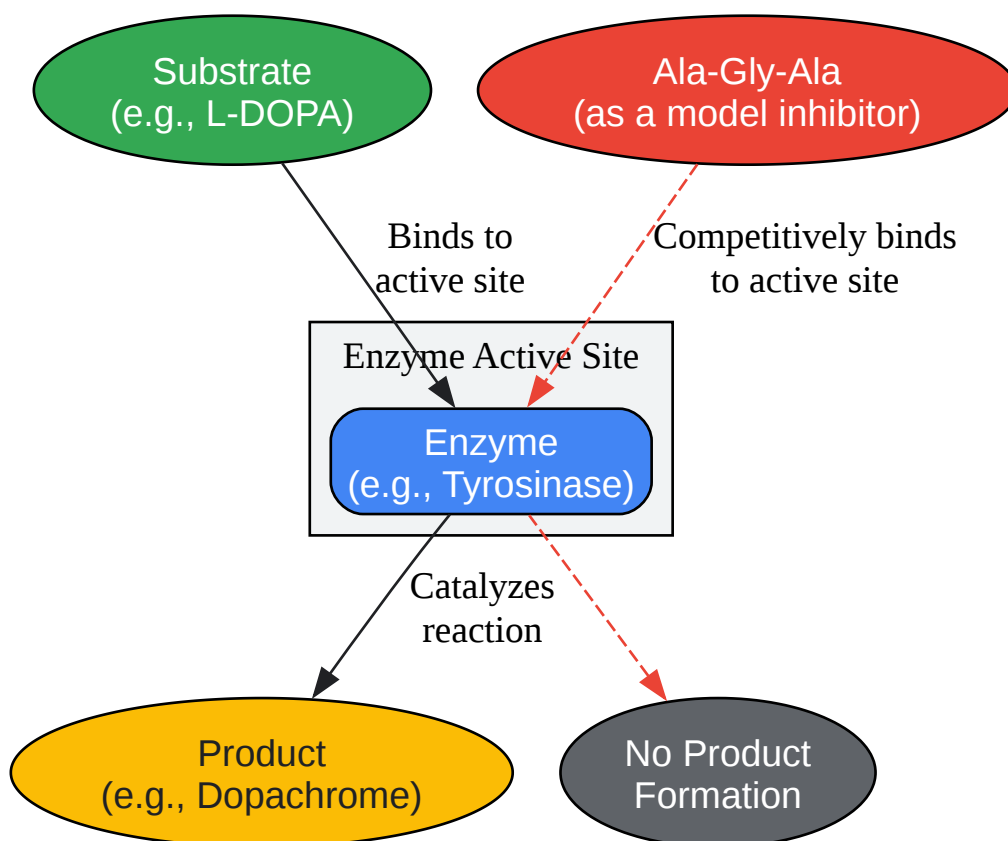 Substrate
(e.g., L-DOPA)
Ala-Gly-Ala
(as a model inhibitor)
Binds to
active site
Competitively binds
to active site
Enzyme Active Site
Enzyme
(e.g., Tyrosinase)
Catalyzes
reaction
Product
(e.g., Dopachrome)
No Product
Formation